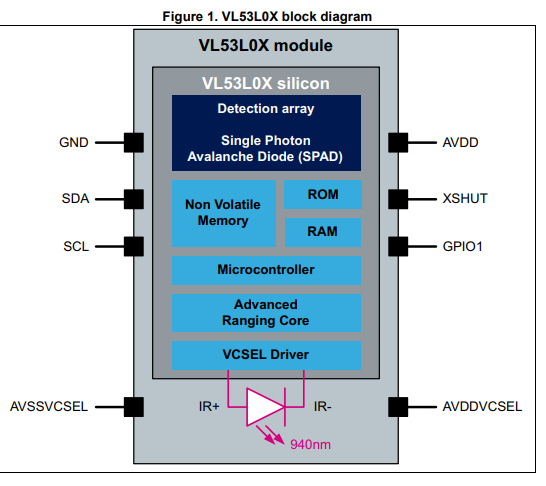 Figure 1. VL53L0X block diagram
VL53L0X module
VL53L0X silicon
Detection array
Single Photon
Avalanche Diode (SPAD)
GND
AVDD
SDA
Non Volatile
Memory
ROM
XSHUT
RAM
SCL
GPIO1
Microcontroller
Advanced
Ranging Core
VCSEL Driver
AVSSVCSEL
IR+
IR-
AVDDVCSEL
940nm